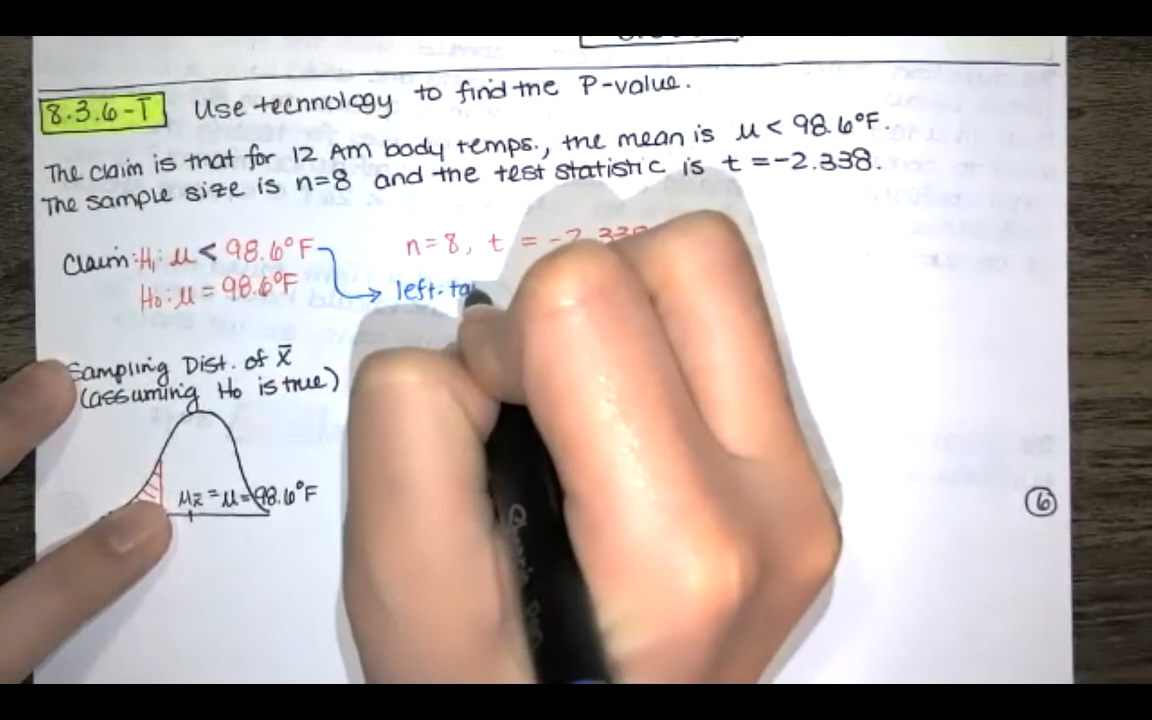 8.3.6-T Use technology to find the P-value.
The claim is that for 12 Am body temps., the mean is μ < 98.6°F.
The sample size is n=8 and the test statistic is t =-2.338.
Claim: H₁: μ < 98.6°F n=8, t = -2.338
H₀: μ = 98.6°F left-ta
Sampling Dist. of x̄
(assuming H₀ is true)
μx̄ = μ = 98.6°F
6